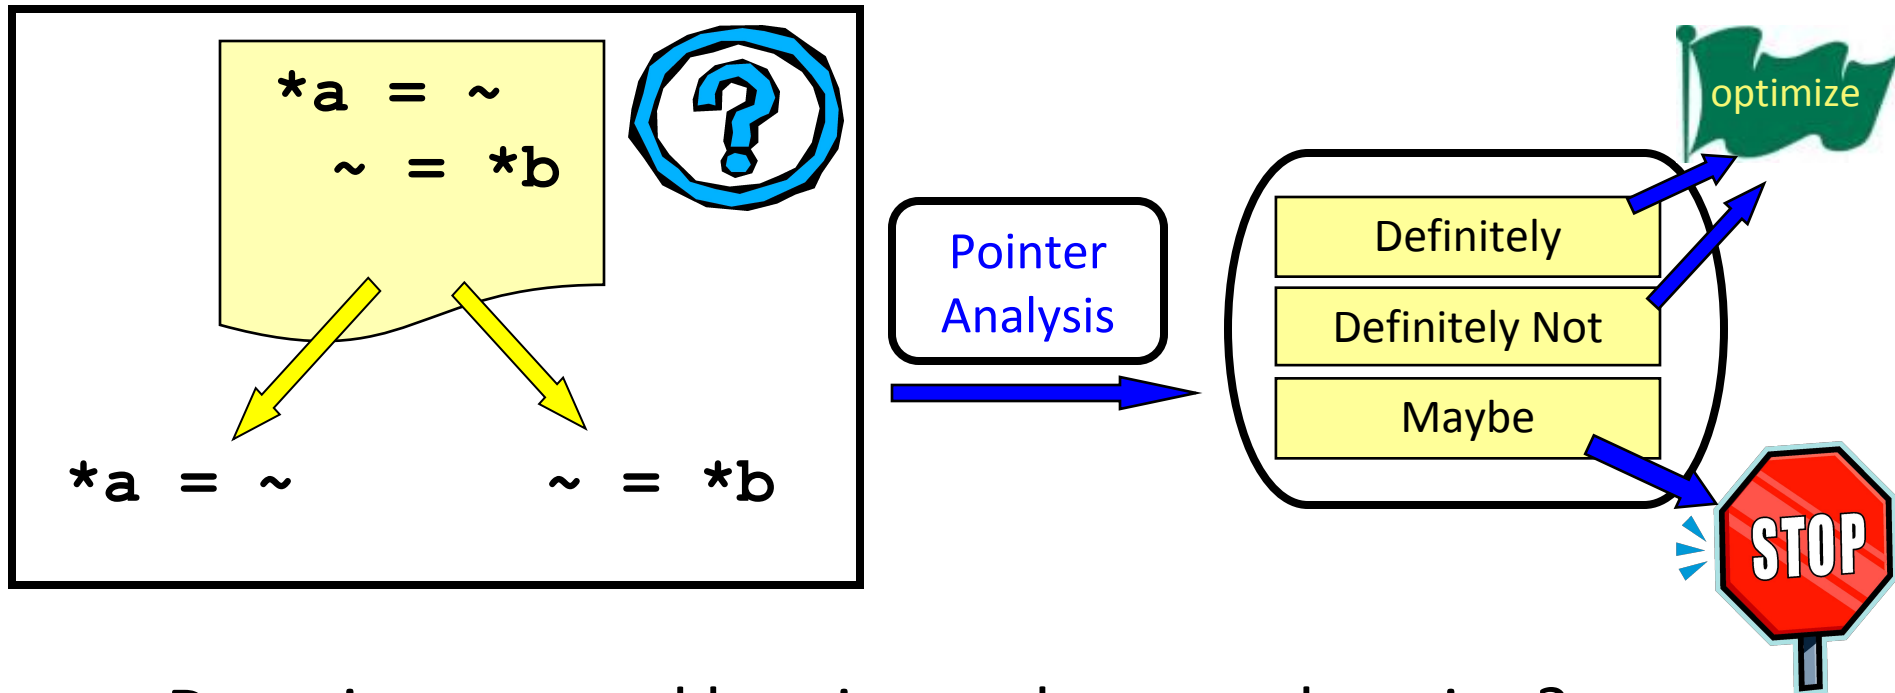 *a = ~
~ = *b
*a = ~
~ = *b
Pointer
Analysis
Definitely
Definitely Not
Maybe
optimize
STOP